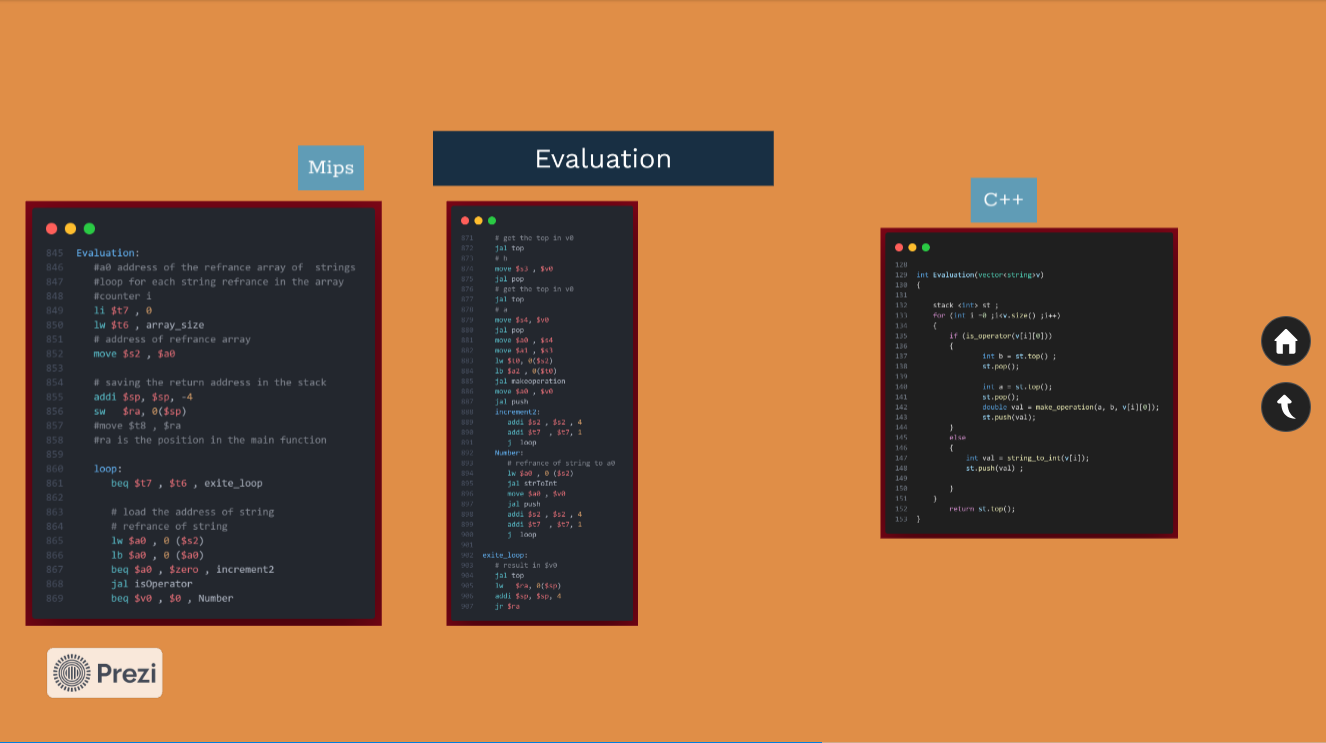 Evaluation
Mips
845 Evaluation:
846 #a0 address of the refrance array of strings
847 #loop for each string refrance in the array
848 #counter i
849 li $t7 , 0
850 lw $t6 , array_size
851 # address of refrance array
852 move $s2 , $a0
853
854 # saving the return address in the stack
855 addi $sp, $sp, -4
856 sw $ra, 0($sp)
857 #move $t8 , $ra
858 #ra is the position in the main function
859
860 loop:
861 beq $t7 , $t6 , exite_loop
862
863 # load the address of string
864 # refrance of string
865 lw $a0 , 0 ($s2)
866 lb $a0 , 0 ($a0)
867 beq $a0 , $zero , increment2
868 jal isOperator
869 beq $v0 , $0 , Number
871 # get the top in v0
872 jal top
873 # b
874 move $s3 , $v0
875 jal pop
876 # get the top in v0
877 jal top
878 # a
879 move $s4, $v0
880 jal pop
881 move $a0 , $s4
882 move $a1 , $s3
883 lw $t0, 0($s2)
884 lb $a2 , 0($t0)
885 jal makeoperation
886 move $a0 , $v0
887 jal push
888 increment2:
889 addi $s2 , $s2 , 4
890 addi $t7 , $t7, 1
891 j loop
892 Number:
893 # refrance of string to a0
894 lw $a0 , 0 ($s2)
895 jal strToInt
896 move $a0 , $v0
897 jal push
898 addi $s2 , $s2 , 4
899 addi $t7 , $t7, 1
900 j loop
901
902 exite_loop:
903 # result in $v0
904 jal top
905 lw $ra, 0($sp)
906 addi $sp, $sp, 4
907 jr $ra
C++
128
129 int Evaluation(vector<string>v)
130 {
131
132 stack <int> st ;
133 for (int i =0 ;i<v.size() ;i++)
134 {
135 if (is_operator(v[i][0]))
136 {
137 int b = st.top() ;
138 st.pop();
139
140 int a = st.top();
141 st.pop();
142 double val = make_operation(a, b, v[i][0]);
143 st.push(val);
144 }
145 else
146 {
147 int val = string_to_int(v[i]);
148 st.push(val) ;
149
150 }
151 }
152 return st.top();
153 }
Prezi